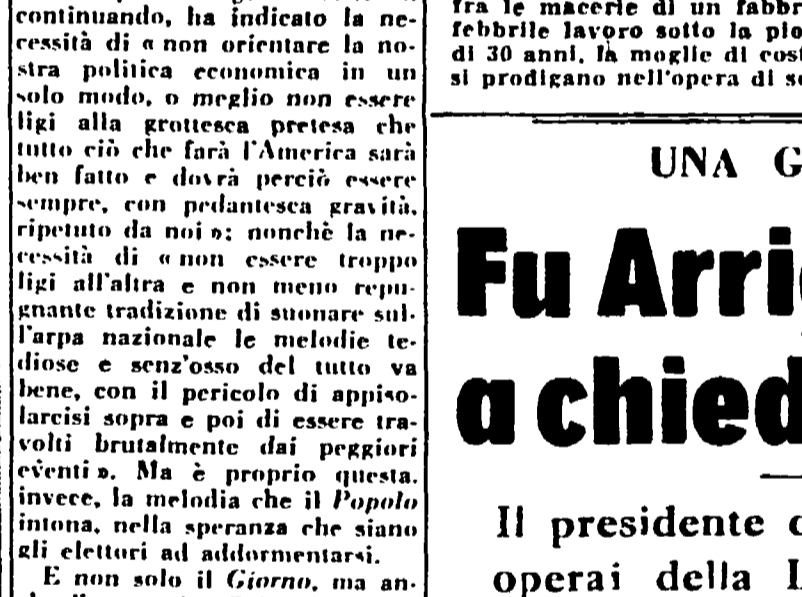 continuando, ha indicato la ne-
cessità di « non orientare la no-
stra politica economica in un
solo modo, o meglio non essere
ligi alla grottesca pretesa che
tutto ciò che farà l'America sarà
ben fatto e dovrà perciò essere
sempre, con pedantesca gravità,
ripetuto da noi »; nonchè la ne-
cessità di « non essere troppo
ligi all'altra e non meno repu-
gnante tradizione di suonare sul-
l'arpa nazionale le melodie te-
diose e senz'osso del tutto va
bene, con il pericolo di appiso-
larcisi sopra e poi di essere tra-
volti brutalmente dai peggiori
eventi ». Ma è proprio questa,
invece, la melodia che il Popolo
intona, nella speranza che siano
gli elettori ad addormentarsi.
E non solo il Giorno, ma an-
fra le macerie di un fabbr
febbrile lavoro sotto la pio
di 30 anni, la moglie di cost
si prodigano nell'opera di so
UNA G
Fu Arri
a chied
Il presidente
operai della L